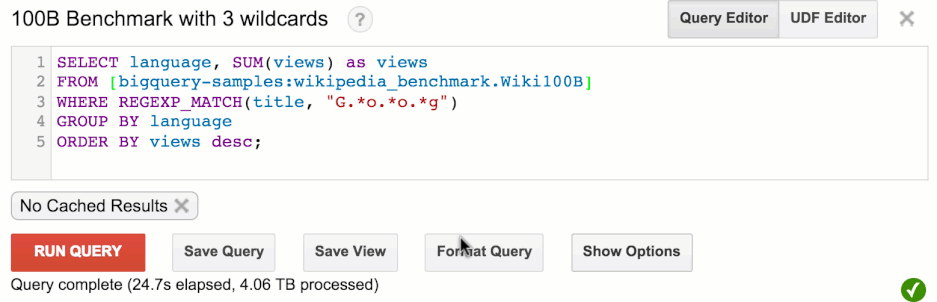 100B Benchmark with 3 wildcards ? Query Editor UDF Editor
1 SELECT language, SUM(views) as views
2 FROM [bigquery-samples:wikipedia_benchmark.Wiki100B]
3 WHERE REGEXP_MATCH(title, "G.*o.*o.*g")
4 GROUP BY language
5 ORDER BY views desc;
No Cached Results
RUN QUERY Save Query Save View Format Query Show Options
Query complete (24.7s elapsed, 4.06 TB processed)